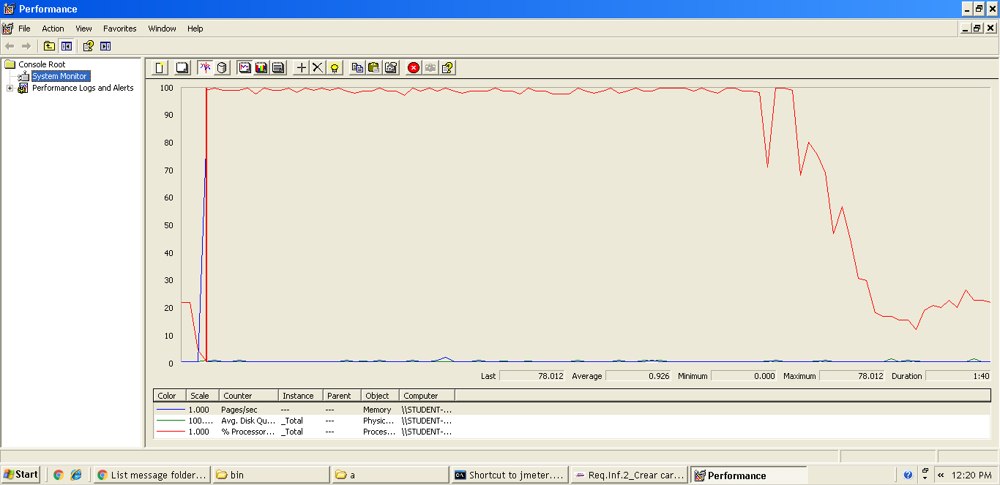 Performance
File Action View Favorites Window Help
Console Root
System Monitor
Performance Logs and Alerts
100
90
80
70
60
50
40
30
20
10
0
Last 78.012 Average 0.926 Minimum 0.000 Maximum 78.012 Duration 1:40
Color Scale Counter Instance Parent Object Computer
1.000 Pages/sec --- --- Memory \\STUDENT-...
100.... Avg. Disk Qu... _Total --- Physic... \\STUDENT-...
1.000 % Processor... _Total --- Proces... \\STUDENT-...
Start List message folder... bin a Shortcut to jmeter.... Req.Inf.2_Crear car... Performance « 12:20 PM